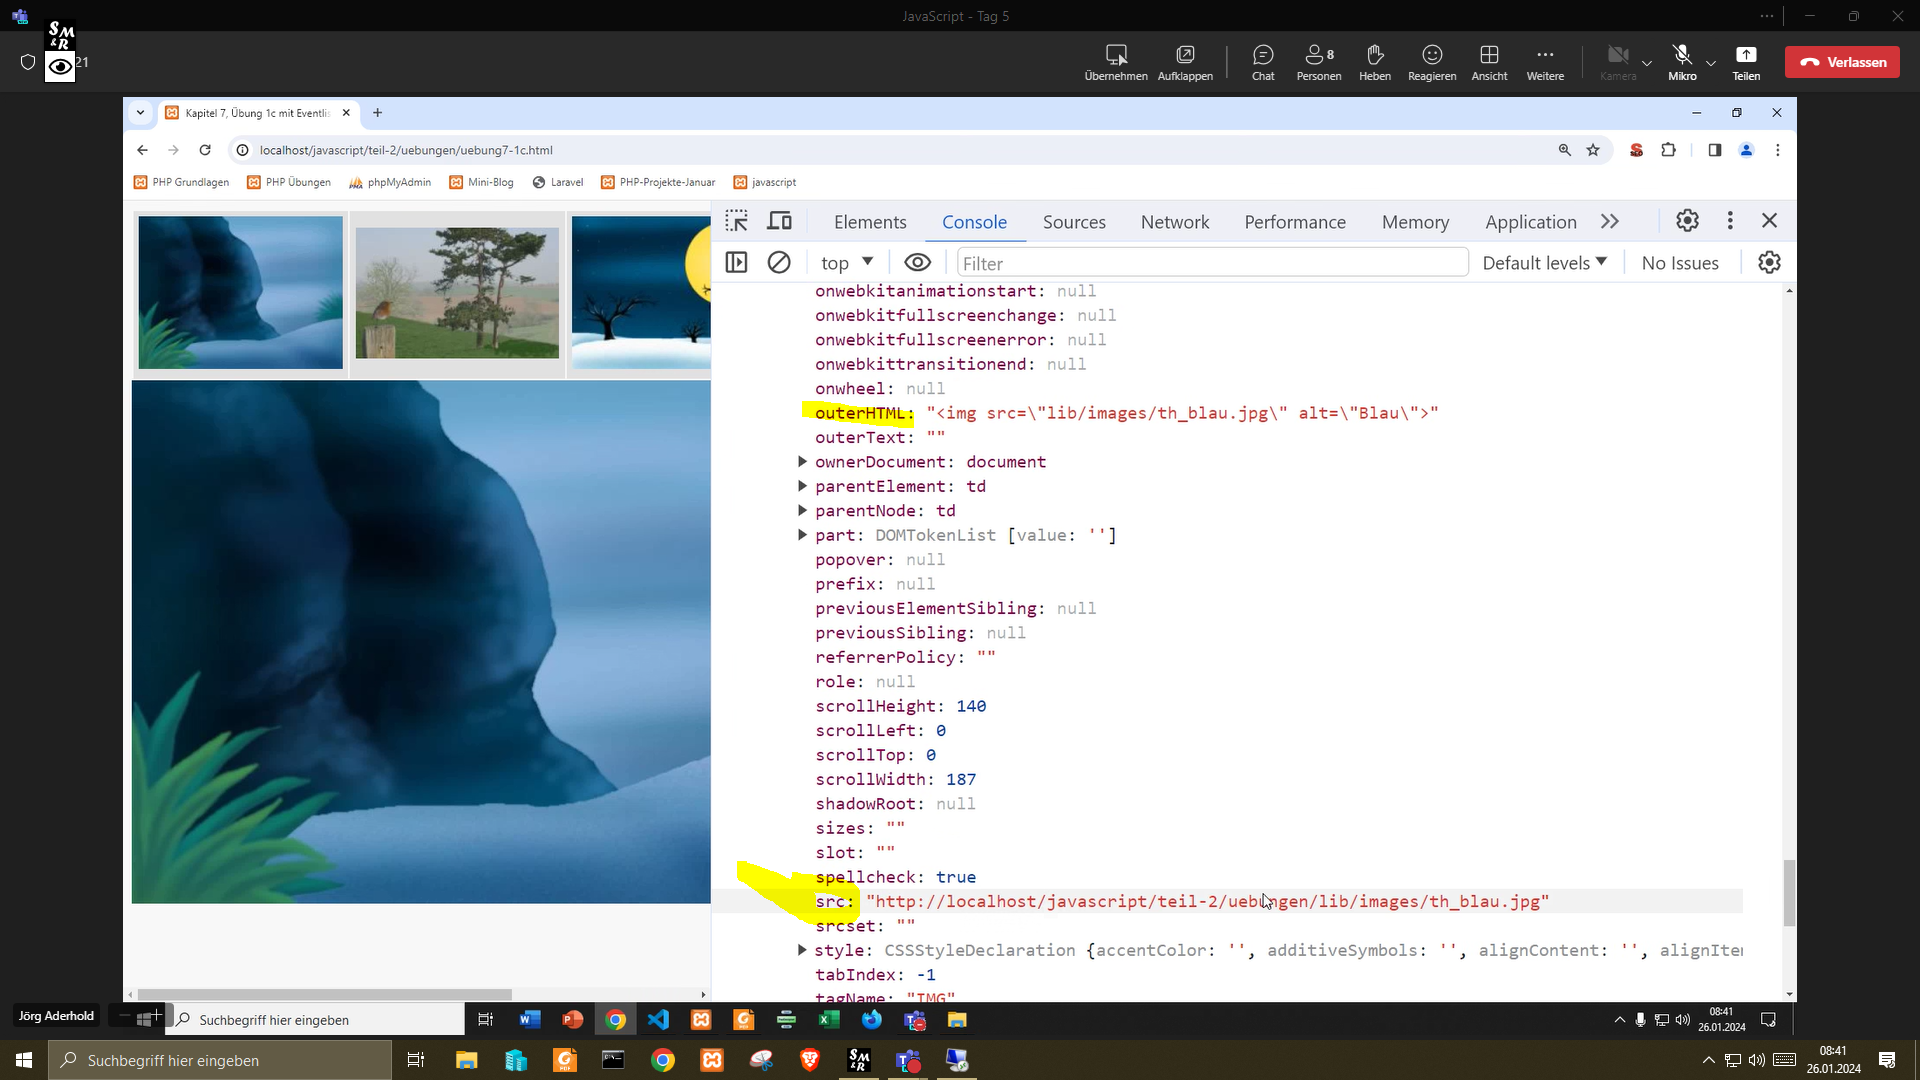 JavaScript - Tag 5
SM&R
21
Übernehmen
Aufklappen
Chat
8
Personen
Heben
Reagieren
Ansicht
Weitere
Kamera
Mikro
Teilen
Verlassen
Kapitel 7, Übung 1c mit Eventlis
localhost/javascript/teil-2/uebungen/uebung7-1c.html
PHP Grundlagen
PHP Übungen
phpMyAdmin
Mini-Blog
Laravel
PHP-Projekte-Januar
javascript
Elements
Console
Sources
Network
Performance
Memory
Application
top
Filter
Default levels
No Issues
onwebkitanimationstart: null
onwebkitfullscreenchange: null
onwebkitfullscreenerror: null
onwebkittransitionend: null
onwheel: null
outerHTML: "<img src=\"lib/images/th_blau.jpg\" alt=\"Blau\">"
outerText: ""
ownerDocument: document
parentElement: td
parentNode: td
part: DOMTokenList [value: '']
popover: null
prefix: null
previousElementSibling: null
previousSibling: null
referrerPolicy: ""
role: null
scrollHeight: 140
scrollLeft: 0
scrollTop: 0
scrollWidth: 187
shadowRoot: null
sizes: ""
slot: ""
spellcheck: true
src: "http://localhost/javascript/teil-2/uebungen/lib/images/th_blau.jpg"
srcset: ""
style: CSSStyleDeclaration {accentColor: '', additiveSymbols: '', alignContent: '', alignIter
tabIndex: -1
tagName: "IMG"
Jörg Aderhold
Suchbegriff hier eingeben
08:41
26.01.2024
Suchbegriff hier eingeben
08:41
26.01.2024